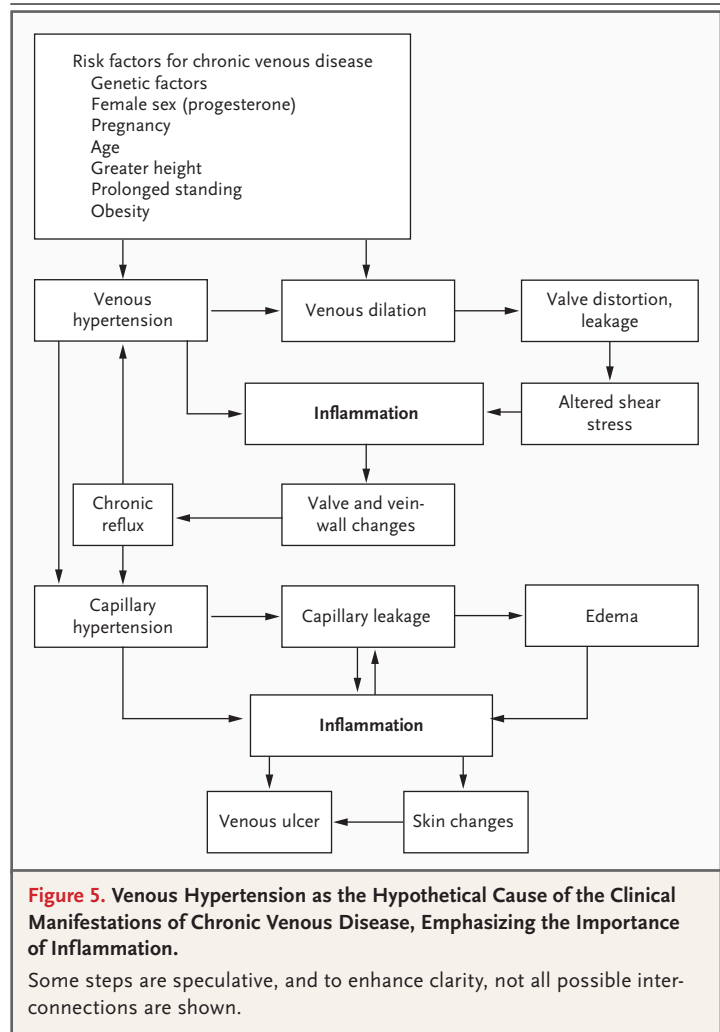 Risk factors for chronic venous disease
Genetic factors
Female sex (progesterone)
Pregnancy
Age
Greater height
Prolonged standing
Obesity
Venous
hypertension
Venous dilation
Valve distortion,
leakage
Inflammation
Altered shear
stress
Chronic
reflux
Valve and vein-
wall changes
Capillary
hypertension
Capillary leakage
Edema
Inflammation
Venous ulcer
Skin changes
Figure 5. Venous Hypertension as the Hypothetical Cause of the Clinical
Manifestations of Chronic Venous Disease, Emphasizing the Importance
of Inflammation.
Some steps are speculative, and to enhance clarity, not all possible inter-
connections are shown.